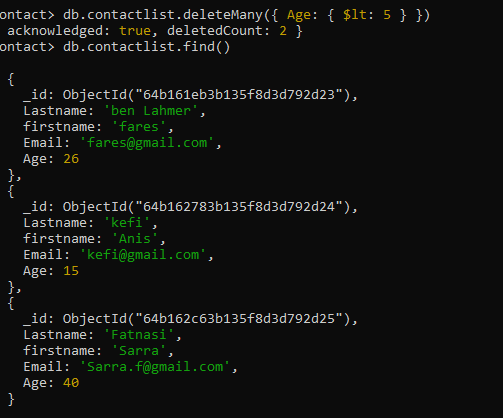 ontact> db.contactlist.deleteMany({ Age: { $lt: 5 } })
acknowledged: true, deletedCount: 2 }
ontact> db.contactlist.find()
{
_id: ObjectId("64b161eb3b135f8d3d792d23"),
Lastname: 'ben Lahmer',
firstname: 'fares',
Email: 'fares@gmail.com',
Age: 26
},
{
_id: ObjectId("64b162783b135f8d3d792d24"),
Lastname: 'kefi',
firstname: 'Anis',
Email: 'kefi@gmail.com',
Age: 15
},
{
_id: ObjectId("64b162c63b135f8d3d792d25"),
Lastname: 'Fatnasi',
firstname: 'Sarra',
Email: 'Sarra.f@gmail.com',
Age: 40
}